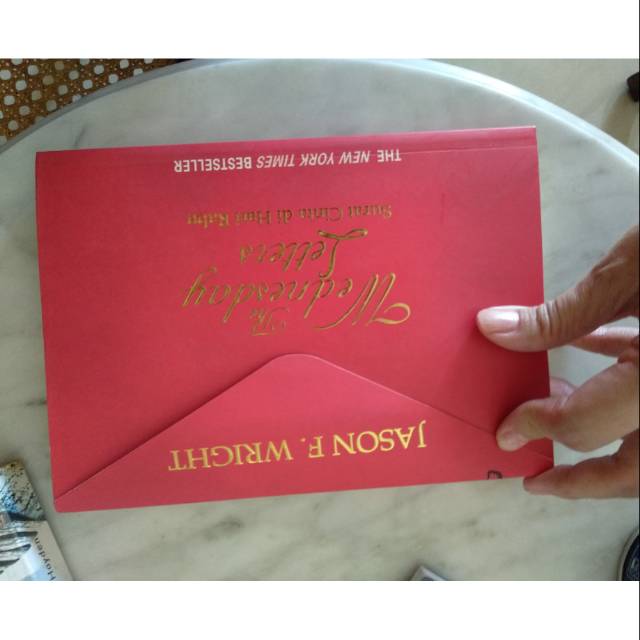 JASON F. WRIGHT
The
Wednesday
Letters
Surat Cinta di Hari Rabu
THE NEW YORK TIMES BESTSELLER